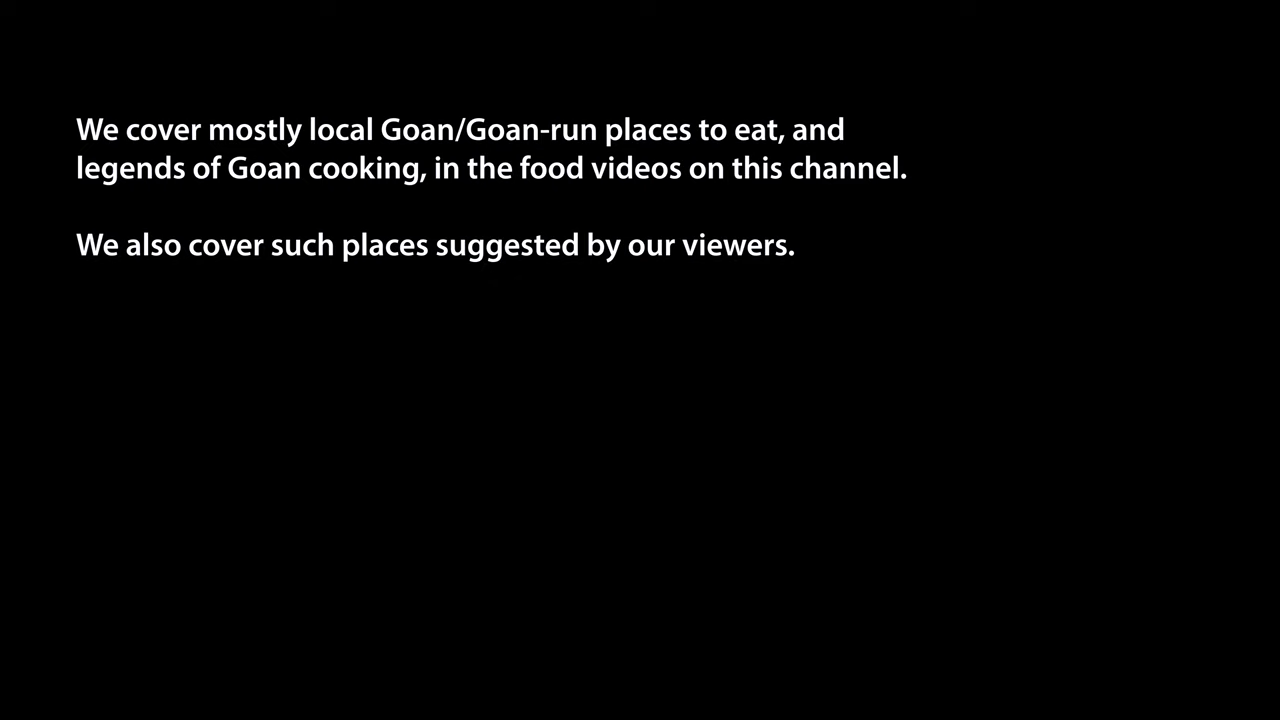 We cover mostly local Goan/Goan-run places to eat, and
legends of Goan cooking, in the food videos on this channel.
We also cover such places suggested by our viewers.